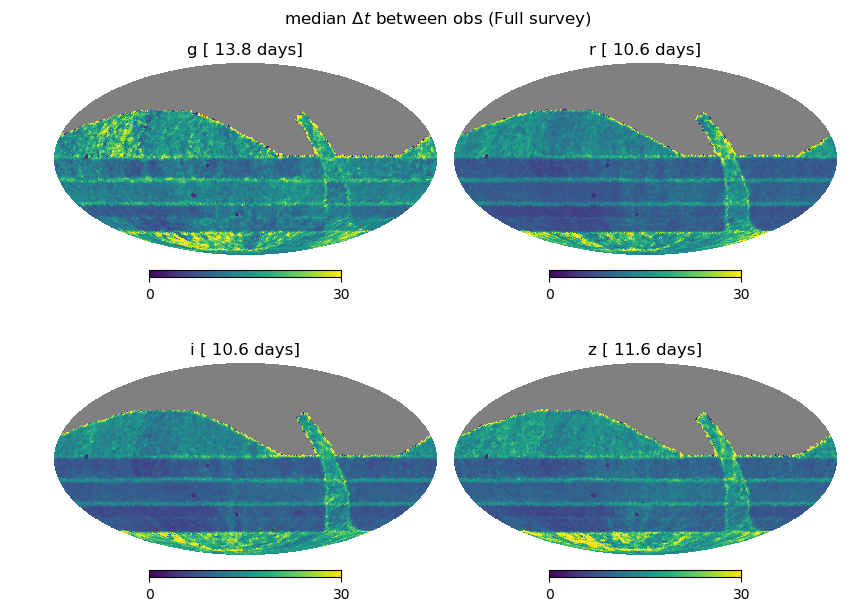 median Δt between obs (Full survey)
g [ 13.8 days]
r [ 10.6 days]
0 30
0 30
i [ 10.6 days]
z [ 11.6 days]
0 30
0 30